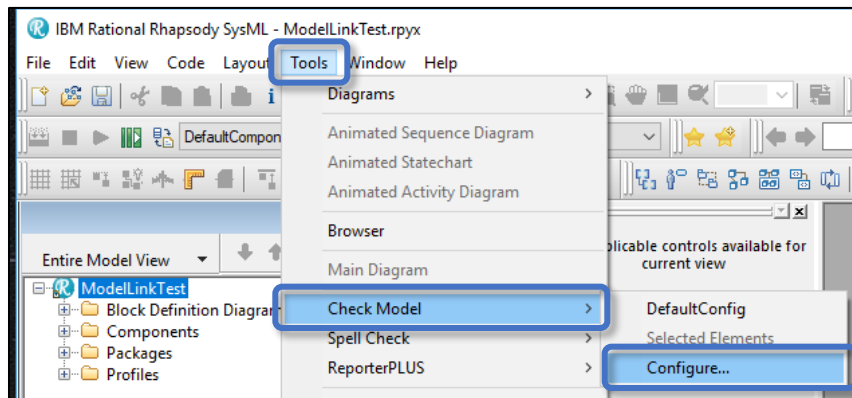 IBM Rational Rhapsody SysML - ModelLinkTest.rpyx
File Edit View Code Layout Tools Window Help
Diagrams
DefaultCompon
Animated Sequence Diagram
Animated Statechart
Animated Activity Diagram
Browser
plicable controls available for
current view
Entire Model View
Main Diagram
ModelLinkTest
Check Model
DefaultConfig
Block Definition Diagram
Components
Spell Check
Selected Elements
Packages
ReporterPLUS
Configure...
Profiles